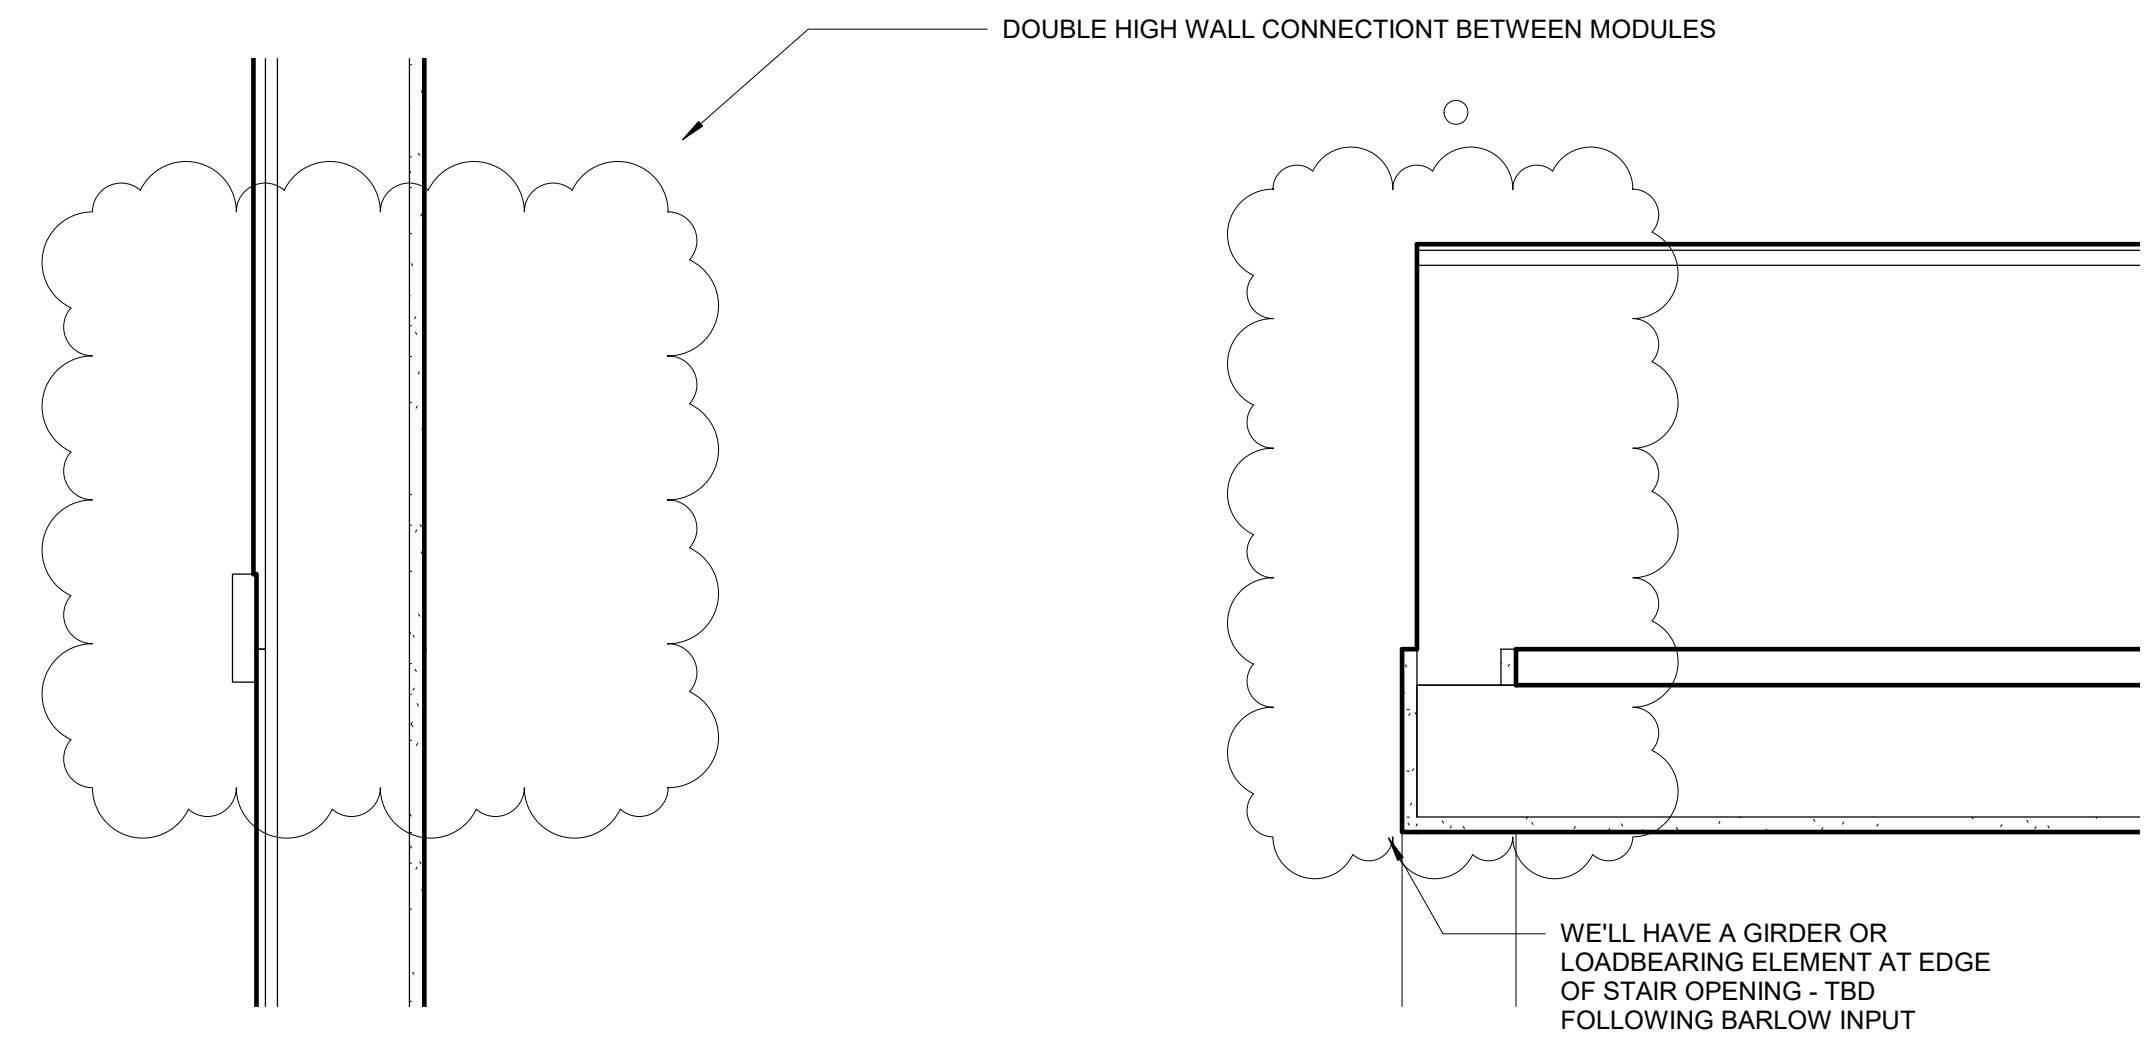 DOUBLE HIGH WALL CONNECTIONT BETWEEN MODULES
WE'LL HAVE A GIRDER OR
LOADBEARING ELEMENT AT EDGE
OF STAIR OPENING - TBD
FOLLOWING BARLOW INPUT